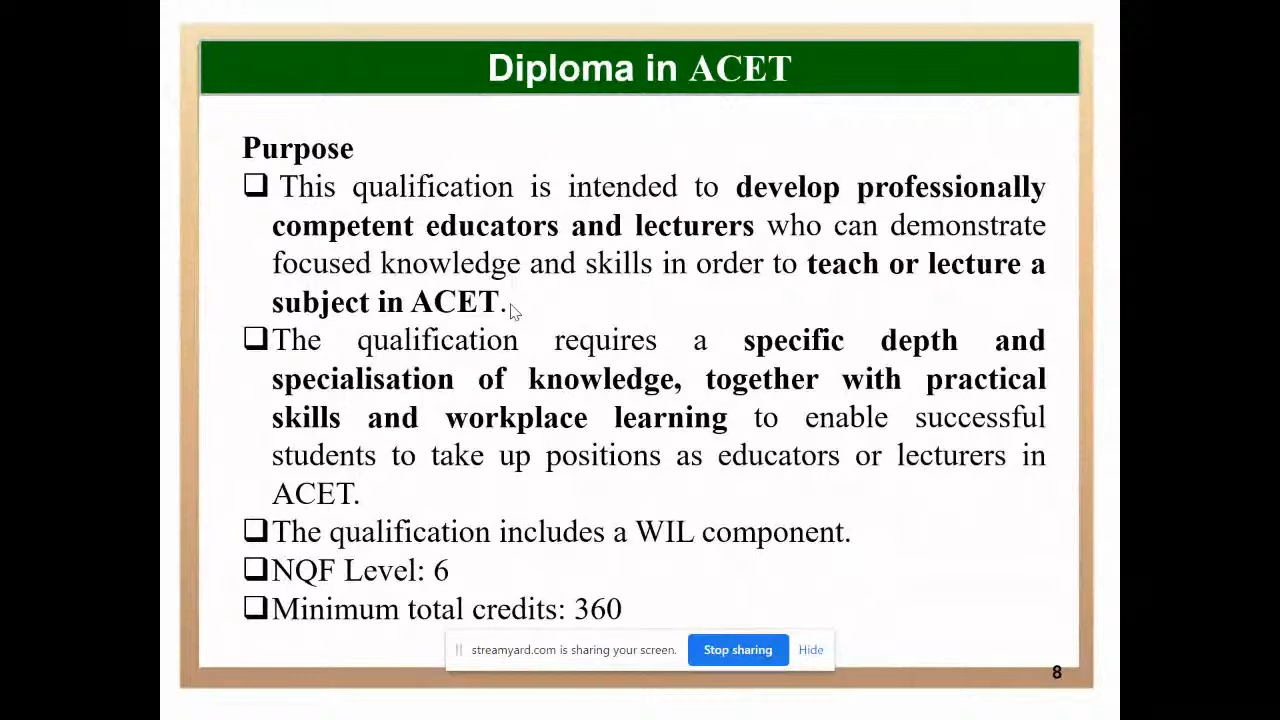 Diploma in ACET
Purpose
This qualification is intended to develop professionally
competent educators and lecturers who can demonstrate
focused knowledge and skills in order to teach or lecture a
subject in ACET.
The qualification requires a specific depth and
specialisation of knowledge, together with practical
skills and workplace learning to enable successful
students to take up positions as educators or lecturers in
ACET.
The qualification includes a WIL component.
NQF Level: 6
Minimum total credits: 360
streamyard.com is sharing your screen. Stop sharing Hide
8